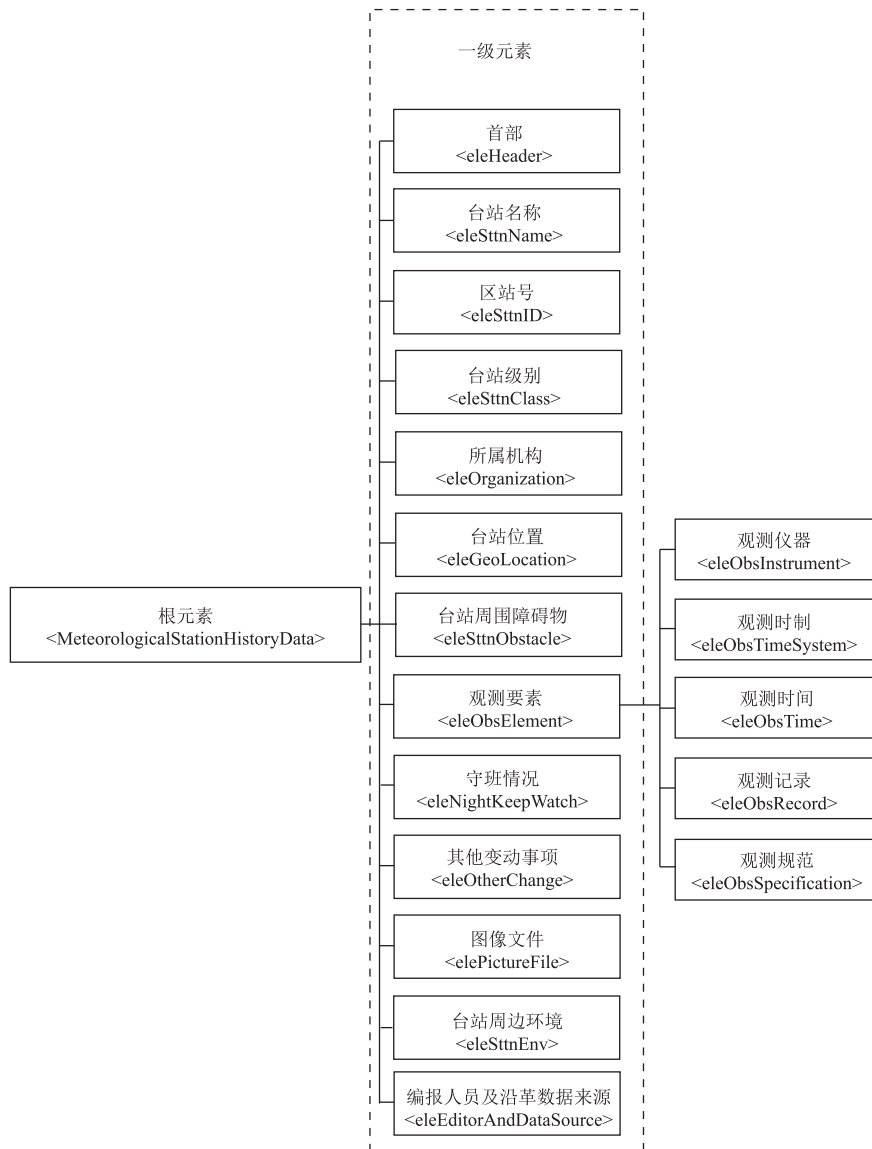 一级元素
首部
<eleHeader>
台站名称
<eleSttnName>
区站号
<eleSttnID>
台站级别
<eleSttnClass>
所属机构
<eleOrganization>
台站位置
<eleGeoLocation>
根元素
<MeteorologicalStationHistoryData>
台站周围障碍物
<eleSttnObstacle>
观测要素
<eleObsElement>
守班情况
<eleNightKeepWatch>
其他变动事项
<eleOtherChange>
图像文件
<elePictureFile>
台站周边环境
<eleSttnEnv>
编报人员及沿革数据来源
<eleEditorAndDataSource>
观测仪器
<eleObsInstrument>
观测时制
<eleObsTimeSystem>
观测时间
<eleObsTime>
观测记录
<eleObsRecord>
观测规范
<eleObsSpecification>